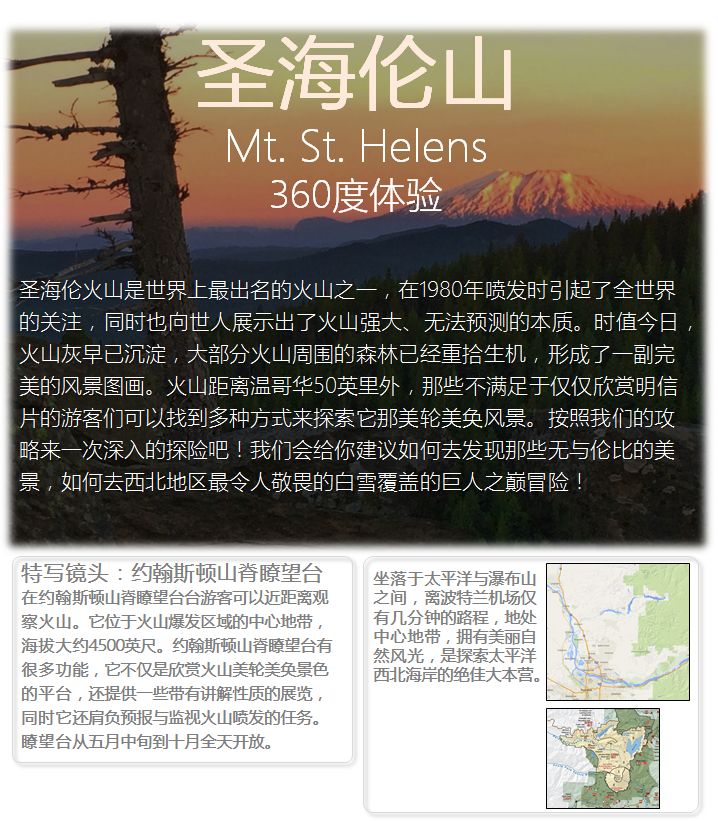 圣海伦山
Mt. St. Helens
360度体验
圣海伦火山是世界上最出名的火山之一，在1980年喷发时引起了全世界
的关注，同时也向世人展示出了火山强大、无法预测的本质。时值今日，
火山灰早已沉淀，大部分火山周围的森林已经重拾生机，形成了一副完
美的风景图画。火山距离温哥华50英里外，那些不满足于仅仅欣赏明信
片的游客们可以找到多种方式来探索它那美轮美奂风景。按照我们的攻
略来一次深入的探险吧！我们会给你建议如何去发现那些无与伦比的美
景，如何去西北地区最令人敬畏的白雪覆盖的巨人之巅冒险！
特写镜头：约翰斯顿山脊瞭望台
在约翰斯顿山脊瞭望台台游客可以近距离观
察火山。它位于火山爆发区域的中心地带，
海拔大约4500英尺。约翰斯顿山脊瞭望台有
很多功能，它不仅是欣赏火山美轮美奂景色
的平台，还提供一些带有讲解性质的展览，
同时它还肩负预报与监视火山喷发的任务。
瞭望台从五月中旬到十月全天开放。
坐落于太平洋与瀑布山
之间，离波特兰机场仅
有几分钟的路程，地处
中心地带，拥有美丽自
然风光，是探索太平洋
西北海岸的绝佳大本营。